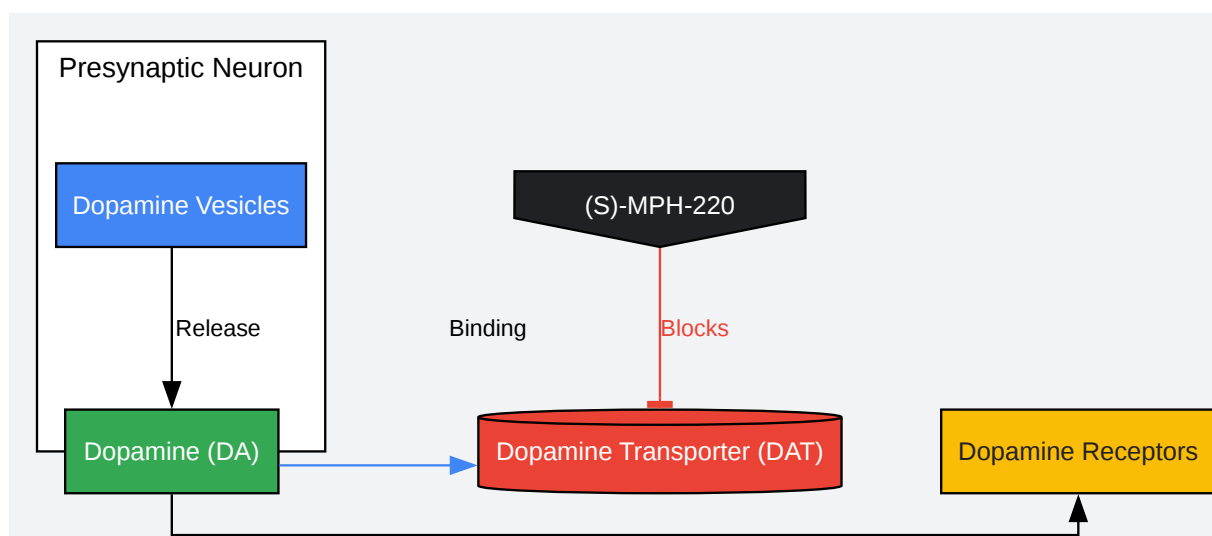 Presynaptic Neuron
Dopamine Vesicles
(S)-MPH-220
Release
Binding
Blocks
Dopamine (DA)
Dopamine Transporter (DAT)
Dopamine Receptors